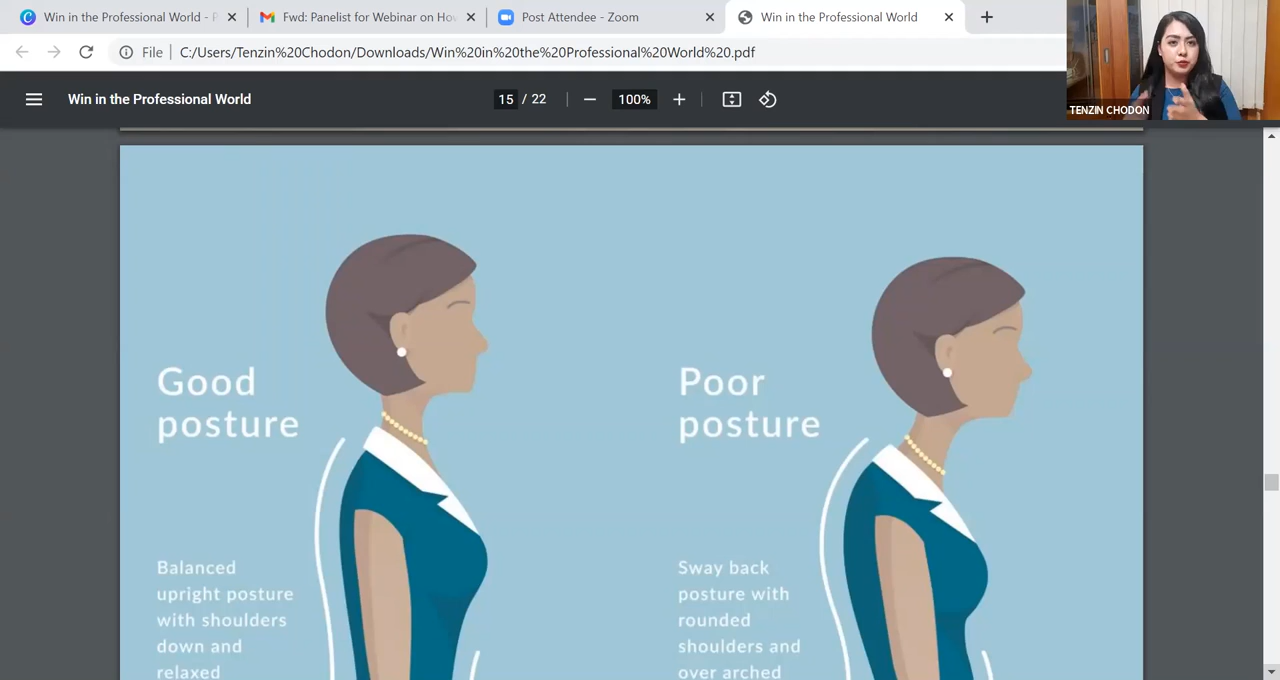 Win in the Professional World - P
Fwd: Panelist for Webinar on How
Post Attendee - Zoom
Win in the Professional World
File
C:/Users/Tenzin%20Chodon/Downloads/Win%20in%20the%20Professional%20World%20.pdf
Win in the Professional World
15 / 22
100%
TENZIN CHODON
Good
posture
Balanced
upright posture
with shoulders
down and
relaxed
Poor
posture
Sway back
posture with
rounded
shoulders and
over arched